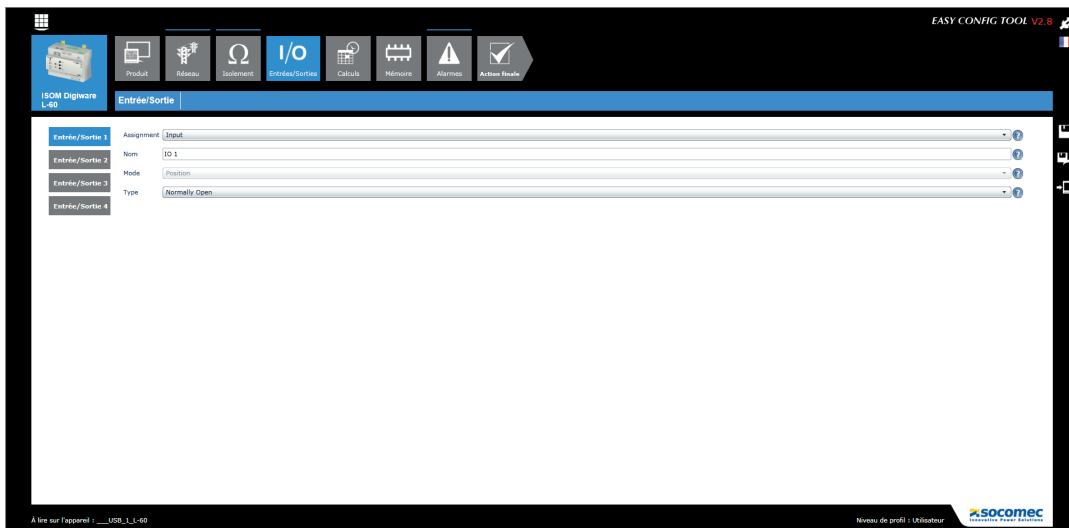 EASY CONFIG TOOL V2.8
Produit
Réseau
Ω
Isolement
I/O
Entrées/Sorties
Calculs
Mémoire
Alarmes
Action finale
ISOM Digiware
L-60
Entrée/Sortie
Entrée/Sortie 1
Entrée/Sortie 2
Entrée/Sortie 3
Entrée/Sortie 4
Assignment Input ?
Nom IO 1 ?
Mode Position ?
Type Normally Open ?
À lire sur l'appareil : ___USB_1_L-60
Niveau de profil : Utilisateur
socomec
Innovative Power Solutions